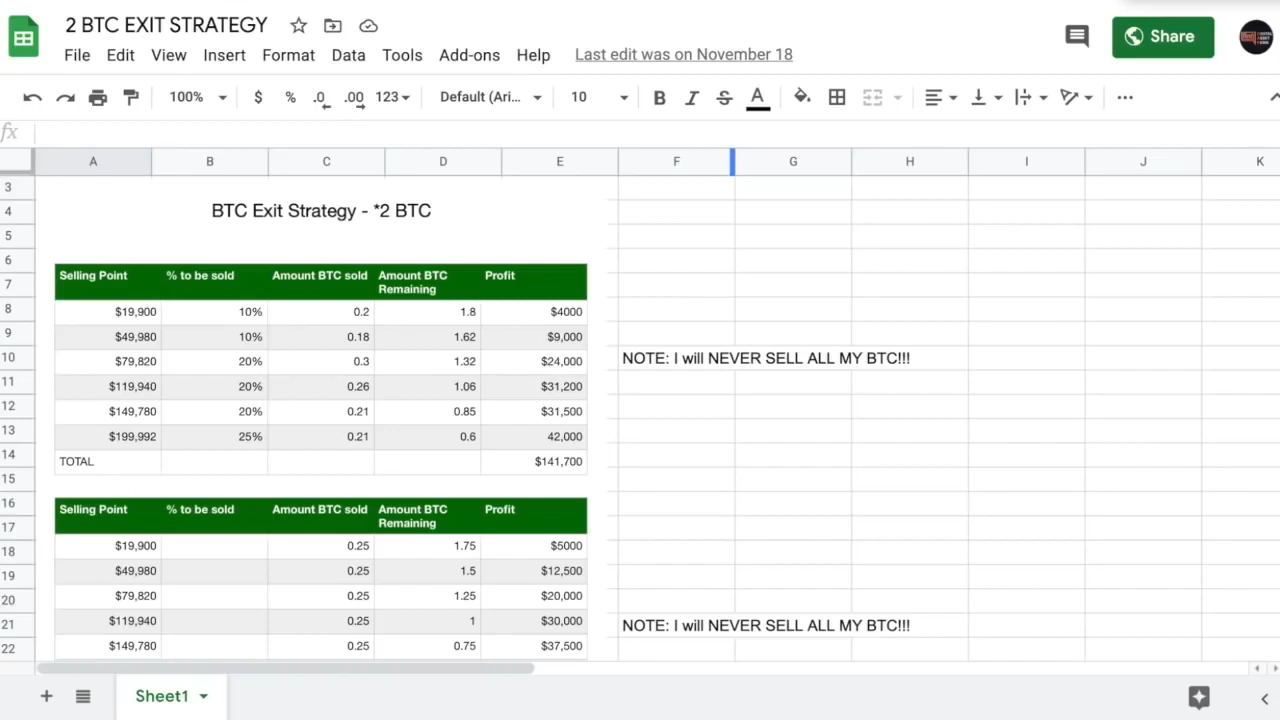 2 BTC EXIT STRATEGY
File Edit View Insert Format Data Tools Add-ons Help Last edit was on November 18
Share
100% $ % .0 .00 123 Default (Ari... 10 B I S A
fx
A B C D E F G H I J K
3
4 BTC Exit Strategy - *2 BTC
5
6
7 Selling Point % to be sold Amount BTC sold Amount BTC Remaining Profit
8 $19,900 10% 0.2 1.8 $4000
9 $49,980 10% 0.18 1.62 $9,000
10 $79,820 20% 0.3 1.32 $24,000 NOTE: I will NEVER SELL ALL MY BTC!!!
11 $119,940 20% 0.26 1.06 $31,200
12 $149,780 20% 0.21 0.85 $31,500
13 $199,992 25% 0.21 0.6 42,000
14 TOTAL $141,700
15
16 Selling Point % to be sold Amount BTC sold Amount BTC Remaining Profit
17
18 $19,900 0.25 1.75 $5000
19 $49,980 0.25 1.5 $12,500
20 $79,820 0.25 1.25 $20,000
21 $119,940 0.25 1 $30,000 NOTE: I will NEVER SELL ALL MY BTC!!!
22 $149,780 0.25 0.75 $37,500
Sheet1